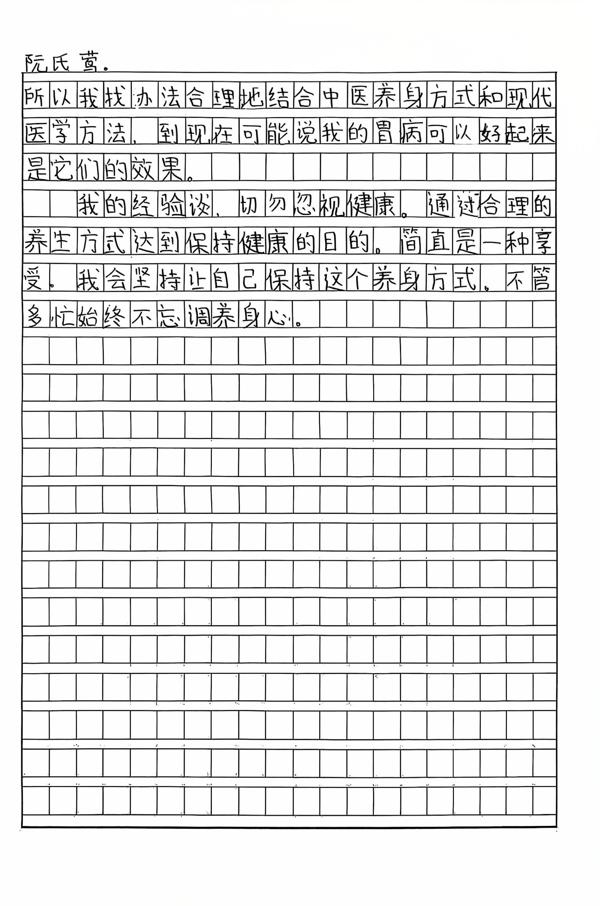 阮氏莺.
所以我找办法合理地结合中医养身方式和现代
医学方法，到现在可能说我的胃病可以好起来
是它们的效果。
我的经验谈，切勿忽视健康。通过合理的
养生方式达到保持健康的目的。简直是一种享
受。我会坚持让自己保持这个养身方式。不管
多忙始终不忘调养身心。